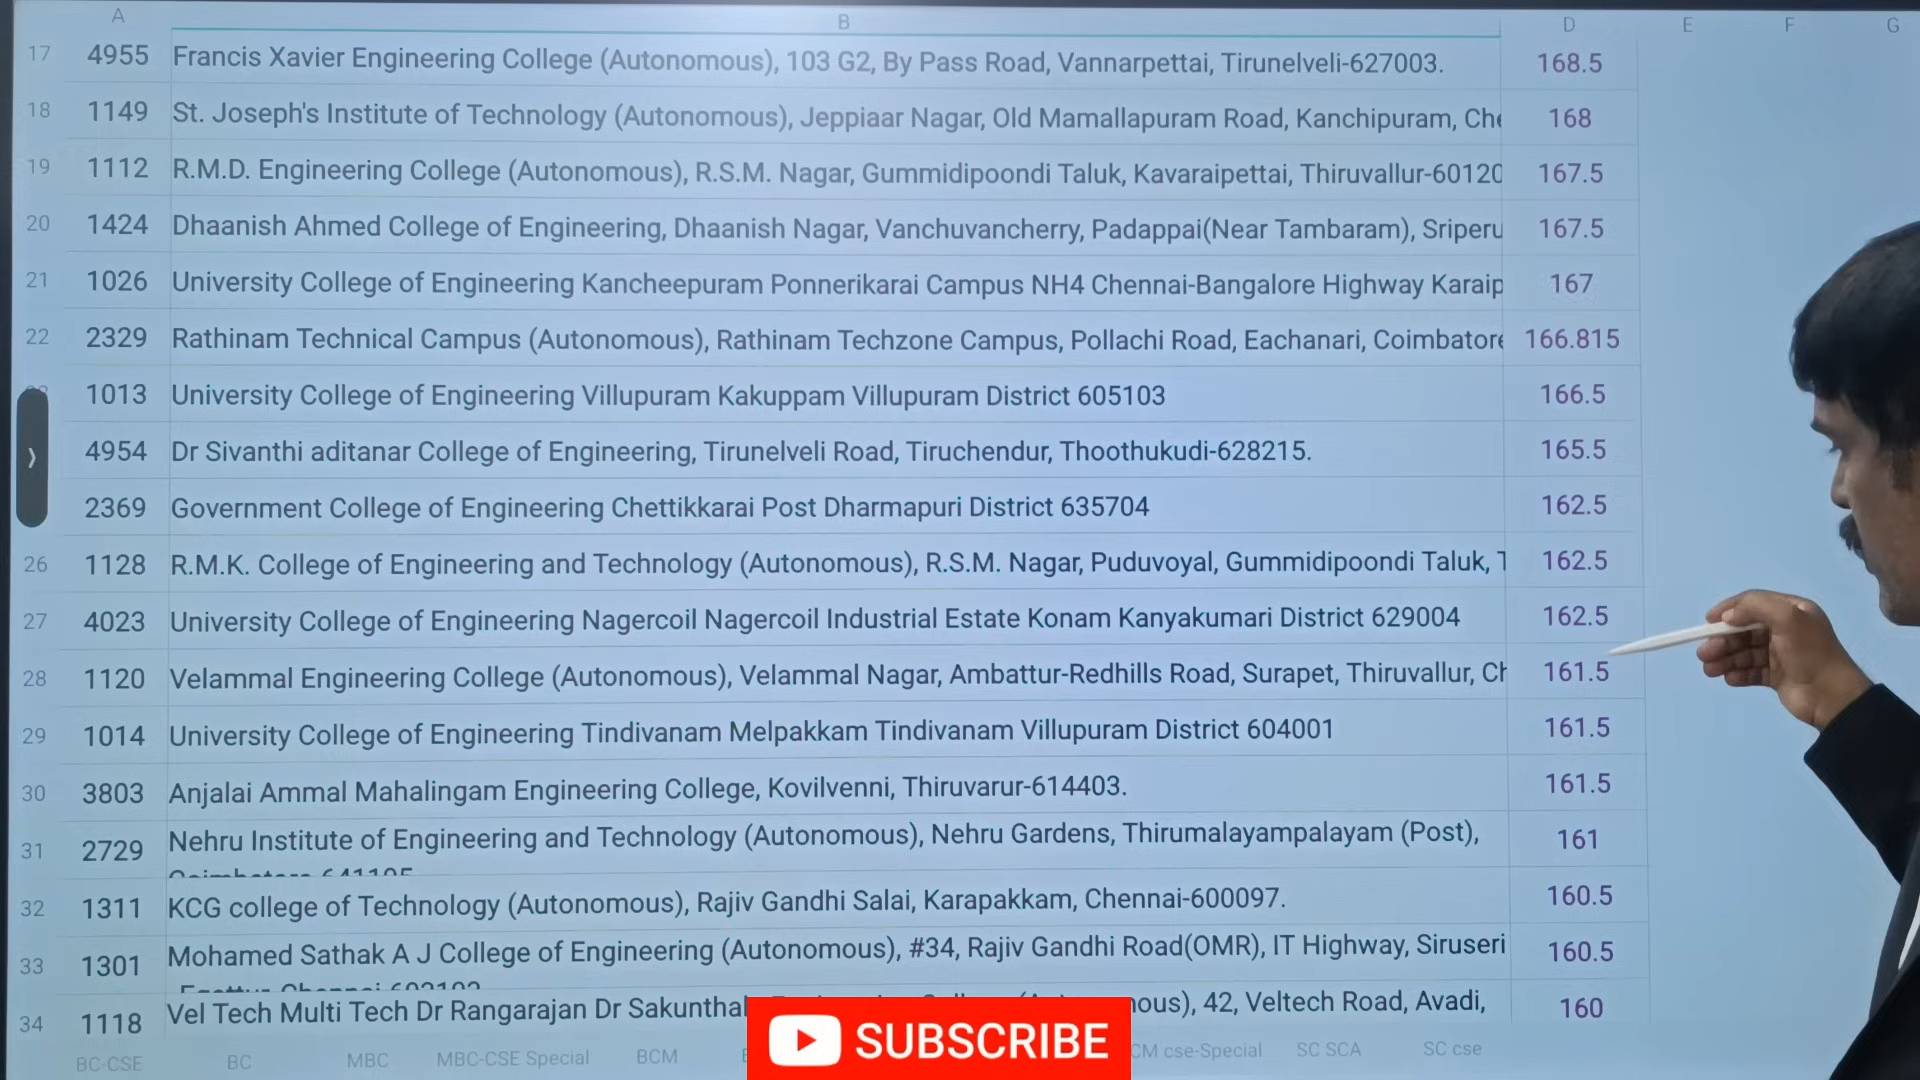 A B D E F G
17 4955 Francis Xavier Engineering College (Autonomous), 103 G2, By Pass Road, Vannarpettai, Tirunelveli-627003. 168.5
18 1149 St. Joseph's Institute of Technology (Autonomous), Jeppiaar Nagar, Old Mamallapuram Road, Kanchipuram, Che 168
19 1112 R.M.D. Engineering College (Autonomous), R.S.M. Nagar, Gummidipoondi Taluk, Kavaraipettai, Thiruvallur-60120 167.5
20 1424 Dhaanish Ahmed College of Engineering, Dhaanish Nagar, Vanchuvancherry, Padappai(Near Tambaram), Sriperu 167.5
21 1026 University College of Engineering Kancheepuram Ponnerikarai Campus NH4 Chennai-Bangalore Highway Karaip 167
22 2329 Rathinam Technical Campus (Autonomous), Rathinam Techzone Campus, Pollachi Road, Eachanari, Coimbatore 166.815
1013 University College of Engineering Villupuram Kakuppam Villupuram District 605103 166.5
4954 Dr Sivanthi aditanar College of Engineering, Tirunelveli Road, Tiruchendur, Thoothukudi-628215. 165.5
2369 Government College of Engineering Chettikkarai Post Dharmapuri District 635704 162.5
26 1128 R.M.K. College of Engineering and Technology (Autonomous), R.S.M. Nagar, Puduvoyal, Gummidipoondi Taluk, T 162.5
27 4023 University College of Engineering Nagercoil Nagercoil Industrial Estate Konam Kanyakumari District 629004 162.5
28 1120 Velammal Engineering College (Autonomous), Velammal Nagar, Ambattur-Redhills Road, Surapet, Thiruvallur, Ch 161.5
29 1014 University College of Engineering Tindivanam Melpakkam Tindivanam Villupuram District 604001 161.5
30 3803 Anjalai Ammal Mahalingam Engineering College, Kovilvenni, Thiruvarur-614403. 161.5
31 2729 Nehru Institute of Engineering and Technology (Autonomous), Nehru Gardens, Thirumalayampalayam (Post), 161
32 1311 KCG college of Technology (Autonomous), Rajiv Gandhi Salai, Karapakkam, Chennai-600097. 160.5
33 1301 Mohamed Sathak A J College of Engineering (Autonomous), #34, Rajiv Gandhi Road(OMR), IT Highway, Siruseri 160.5
34 1118 Vel Tech Multi Tech Dr Rangarajan Dr Sakunthal ous), 42, Veltech Road, Avadi, 160
BC-CSE BC MBC MBC-CSE Special BCM CM cse-Special SC SCA SC cse
SUBSCRIBE